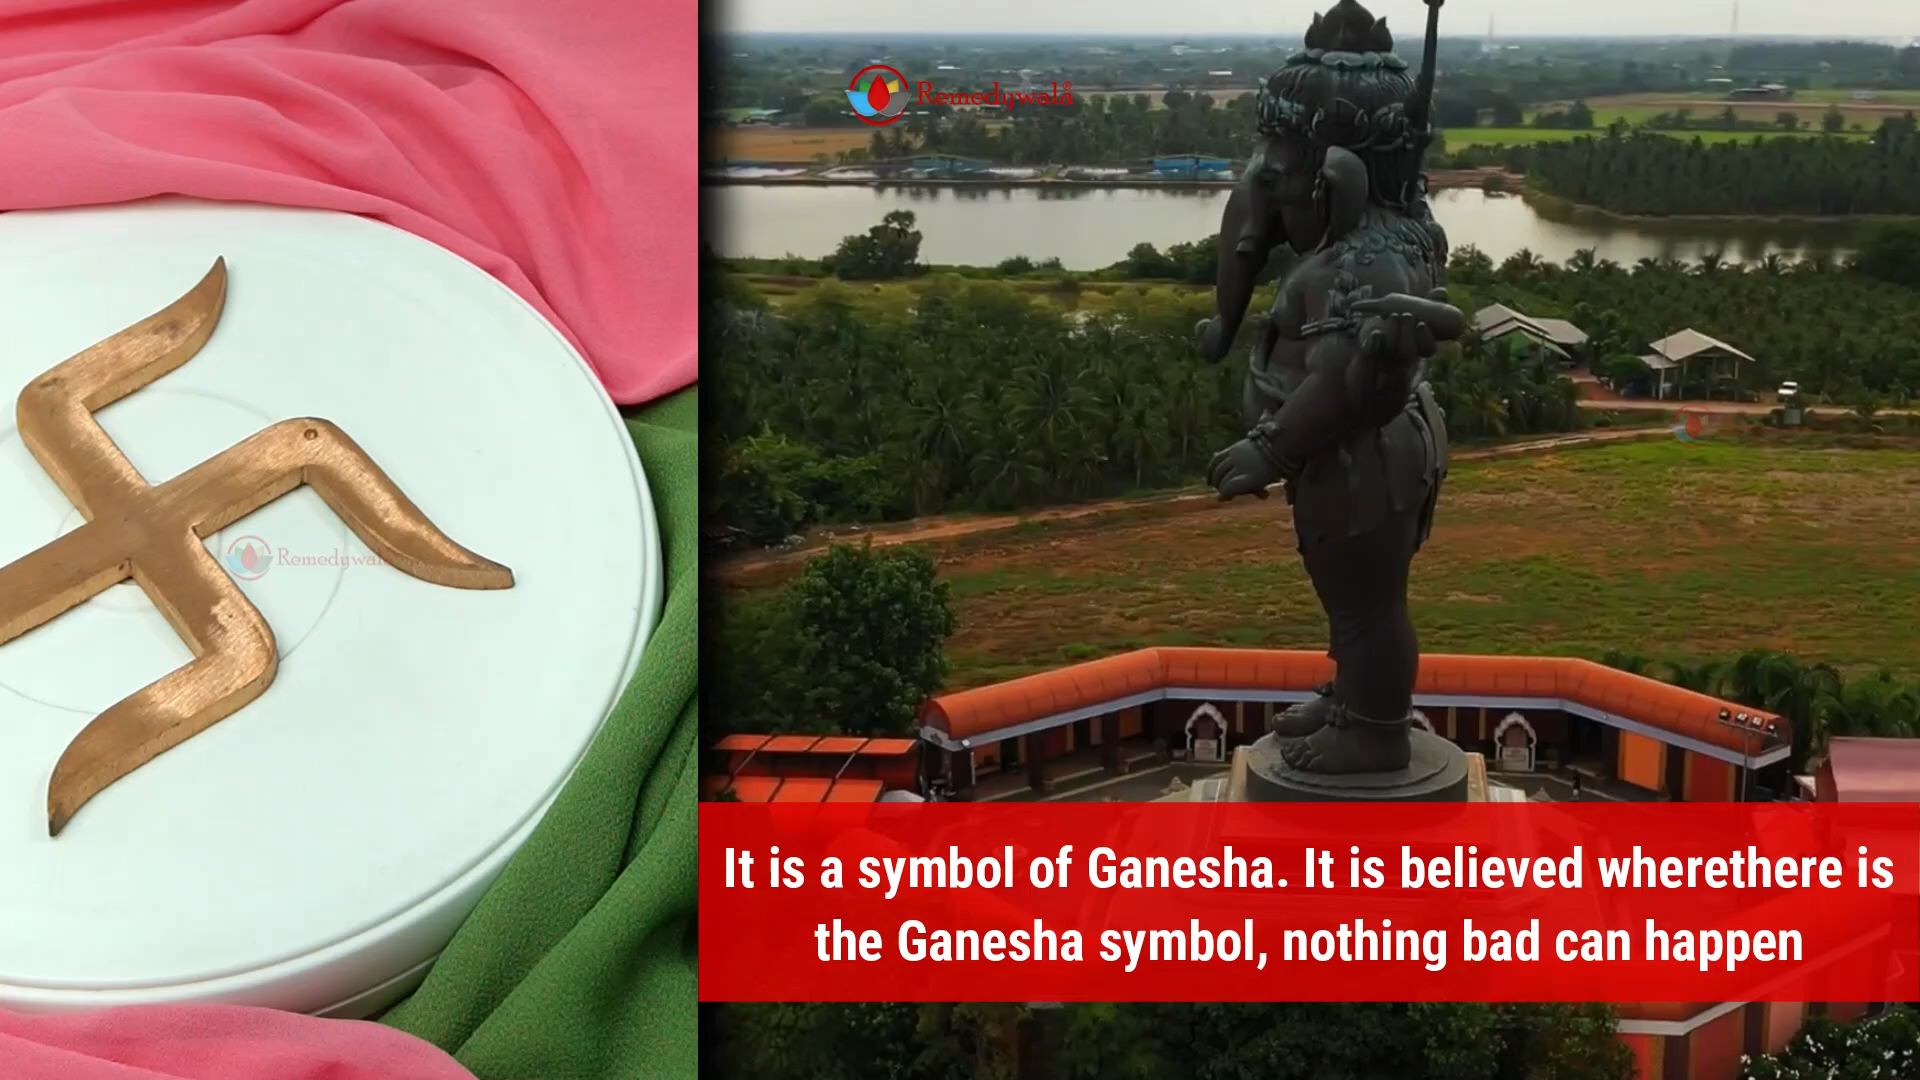 Remedywala®
Remedywala
It is a symbol of Ganesha. It is believed wherethere is
the Ganesha symbol, nothing bad can happen